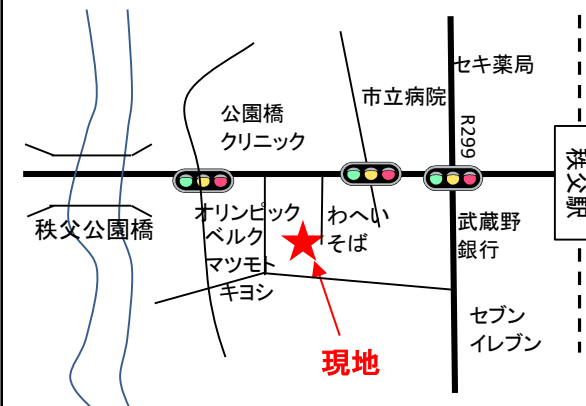 セキ薬局
市立病院
公園橋
クリニック
R299
秩父駅
オリンピック
ベルク
マツモト
キヨシ
わへい
そば
武蔵野
銀行
秩父公園橋
セブン
イレブン
現地